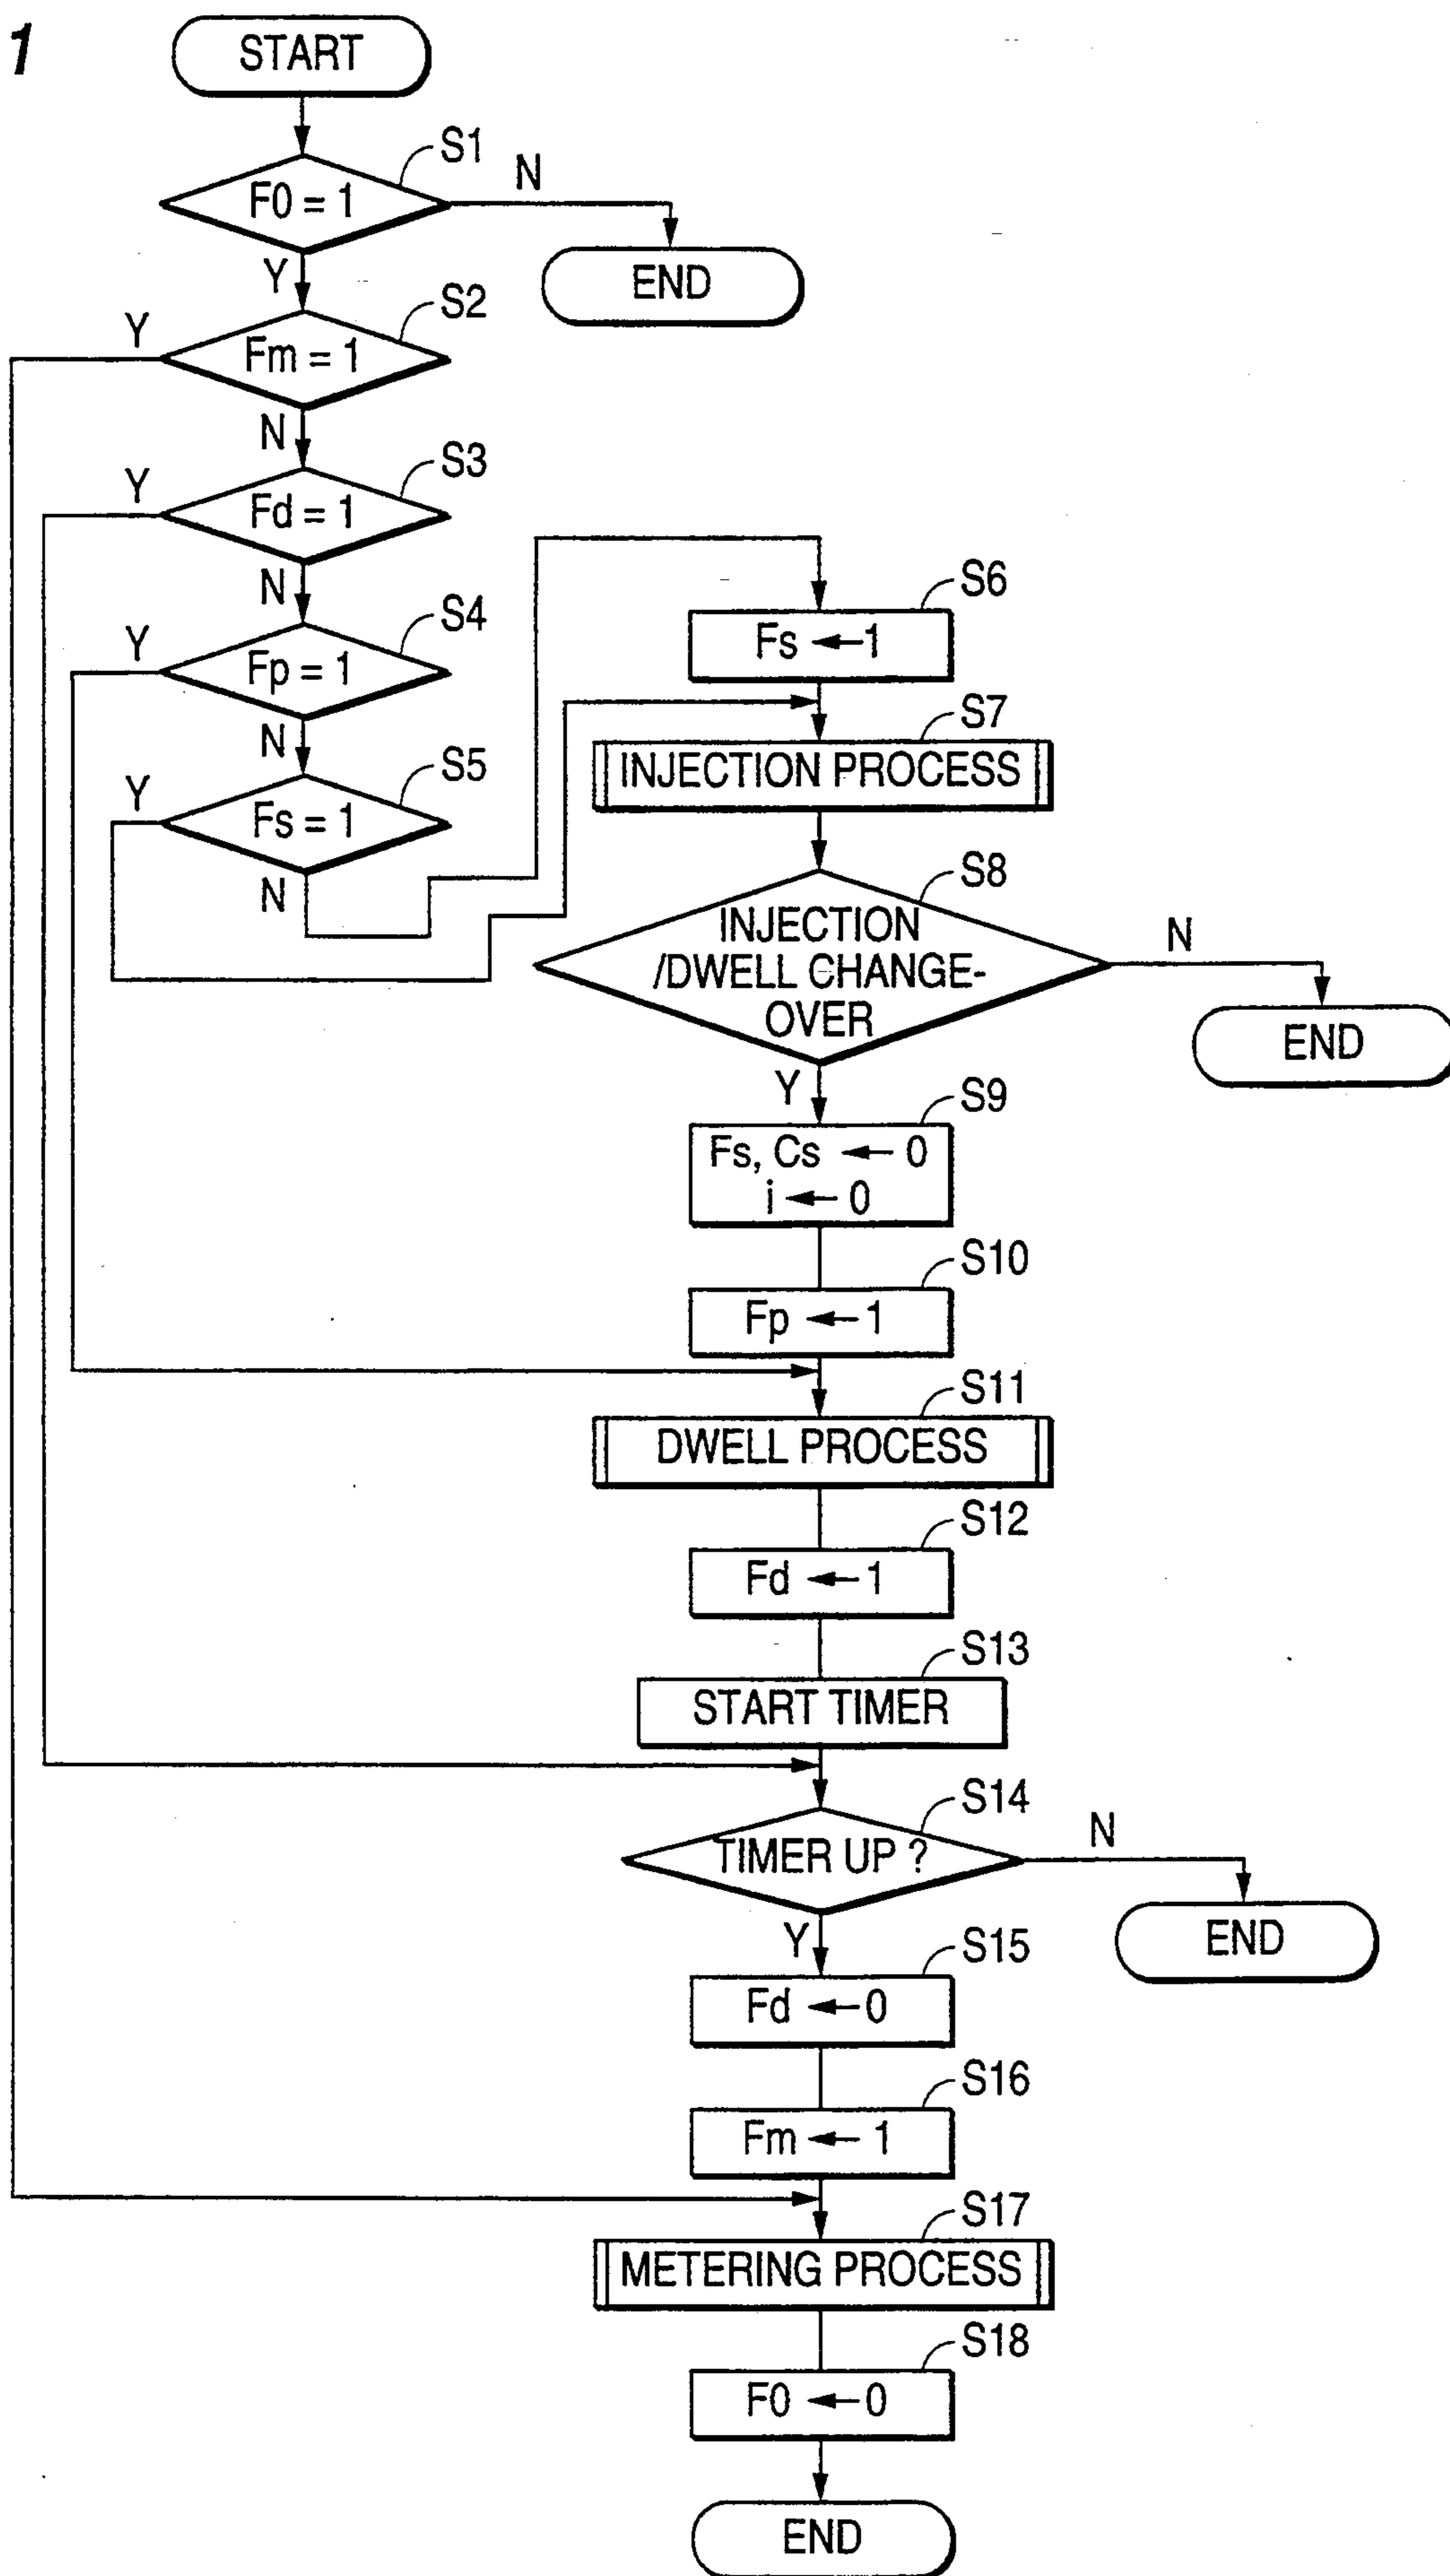 1
START
S1
F0 = 1
N
END
Y
S2
Y
Fm = 1
N
S3
Y
Fd = 1
N
S4
Y
Fp = 1
N
S5
Y
Fs = 1
N
S6
Fs ← 1
S7
INJECTION PROCESS
S8
INJECTION
/DWELL CHANGE-
OVER
N
END
Y
S9
Fs, Cs ← 0
i ← 0
S10
Fp ← 1
S11
DWELL PROCESS
S12
Fd ← 1
S13
START TIMER
S14
TIMER UP ?
N
END
Y
S15
Fd ← 0
S16
Fm ← 1
S17
METERING PROCESS
S18
F0 ← 0
END